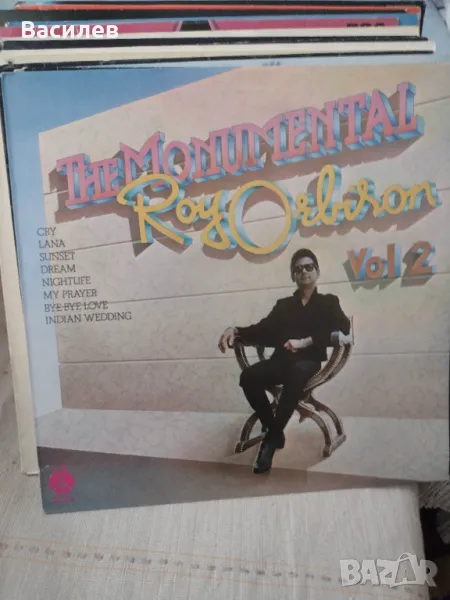 Василев
THE MONUMENTAL
Roy Orbison
Vol 2
CRY
LANA
SUNSET
DREAM
NIGHTLIFE
MY PRAYER
BYE BYE LOVE
INDIAN WEDDING
BAZAR